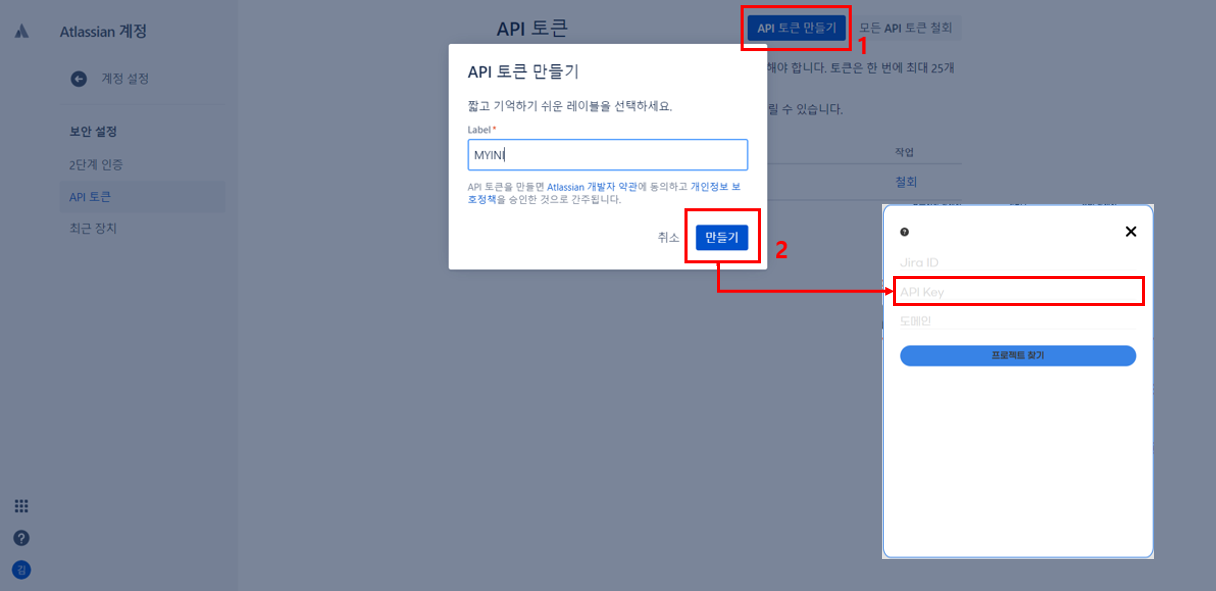 Atlassian 계정
계정 설정
보안 설정
2단계 인증
API 토큰
최근 장치
김
API 토큰
API 토큰 만들기
모든 API 토큰 철회
1
해야 합니다. 토큰은 한 번에 최대 25개
릴 수 있습니다.
작업
철회
API 토큰 만들기
짧고 기억하기 쉬운 레이블을 선택하세요.
Label*
MYINI
API 토큰을 만들면 Atlassian 개발자 약관에 동의하고 개인정보 보
호정책을 승인한 것으로 간주됩니다.
취소
만들기
2
Jira ID
API Key
도메인
프로젝트 찾기